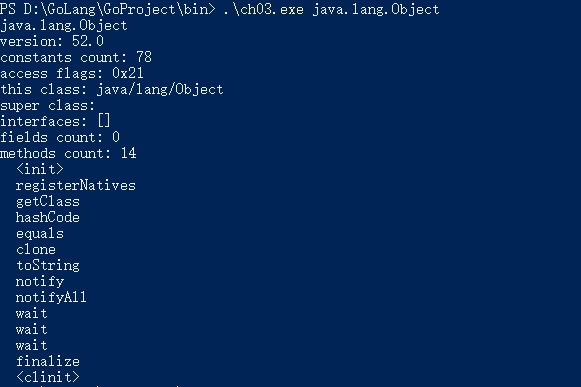 PS D:\GoLang\GoProject\bin> .\ch03.exe java.lang.Object
java.lang.Object
version: 52.0
constants count: 78
access flags: 0x21
this class: java/lang/Object
super class:
interfaces: []
fields count: 0
methods count: 14
<init>
registerNatives
getClass
hashCode
equals
clone
toString
notify
notifyAll
wait
wait
wait
finalize
<clinit>